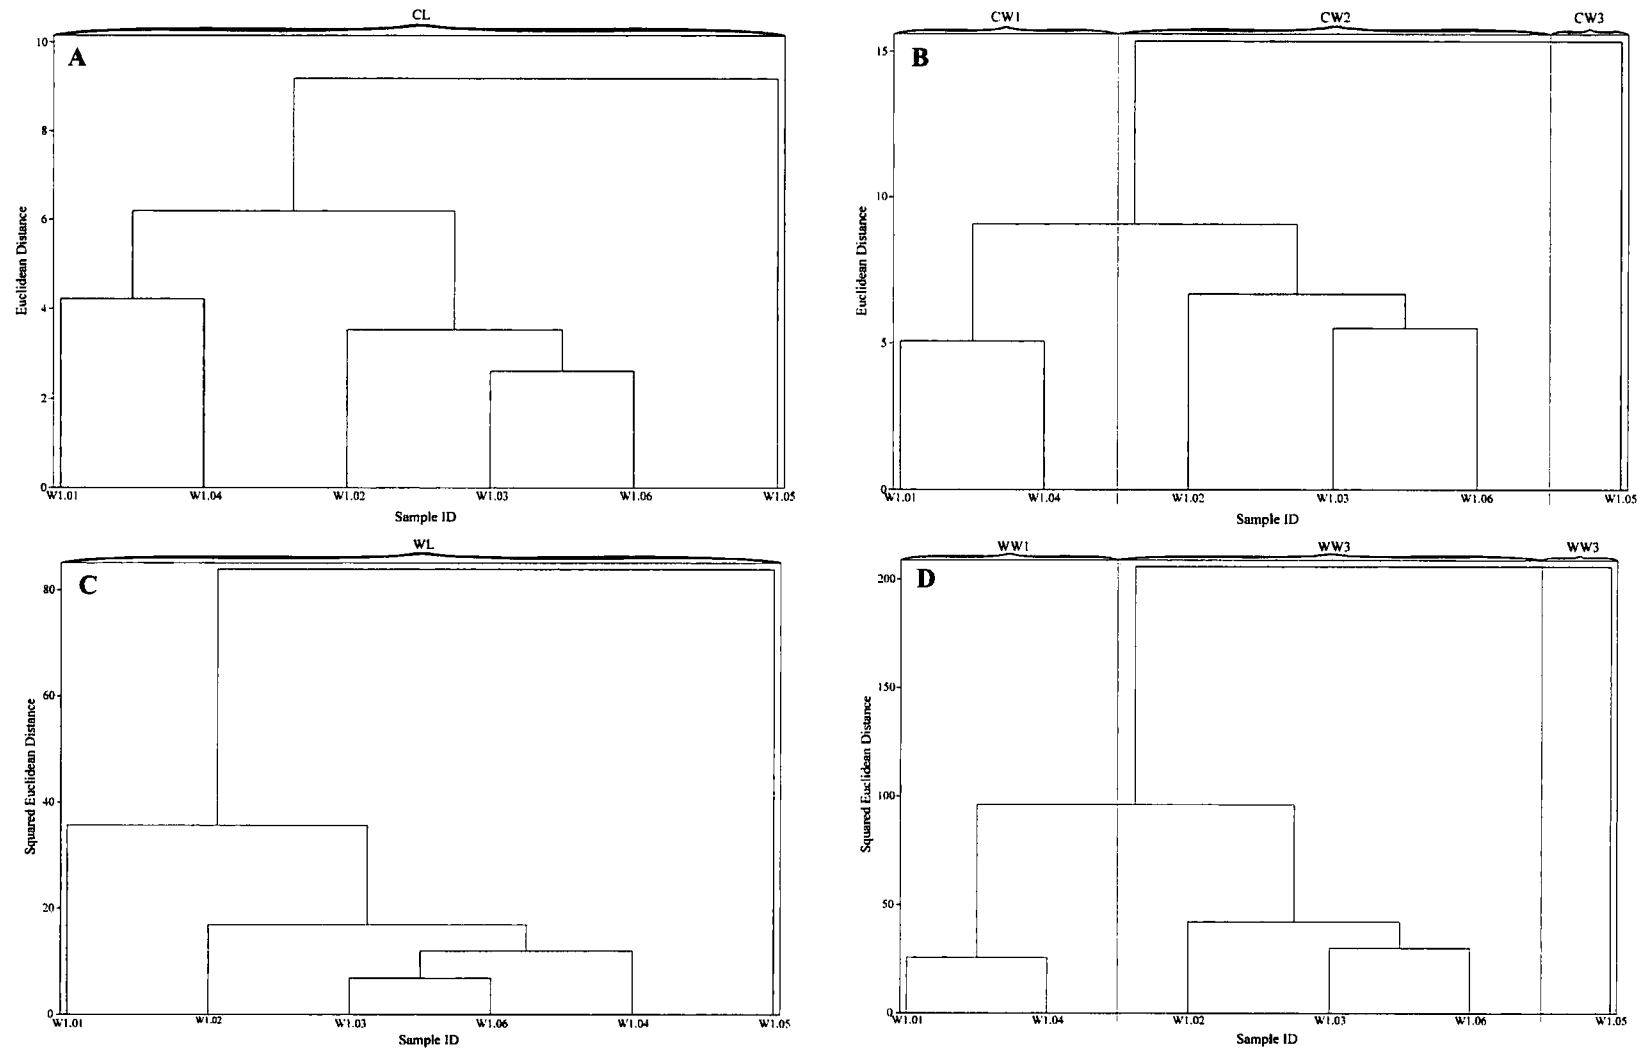 CL
A
10
8
6
4
2
0
Euclidean Distance
W1.01 W1.04 W1.02 W1.03 W1.06 W1.05
Sample ID
CW1 CW2 CW3
B
15
10
5
0
Euclidean Distance
W1.01 W1.04 W1.02 W1.03 W1.06 W1.05
Sample ID
WL
C
80
60
40
20
0
Squared Euclidean Distance
W1.01 W1.02 W1.03 W1.06 W1.04 W1.05
Sample ID
WW1 WW3 WW3
D
200
150
100
50
0
Squared Euclidean Distance
W1.01 W1.04 W1.02 W1.03 W1.06 W1.05
Sample ID